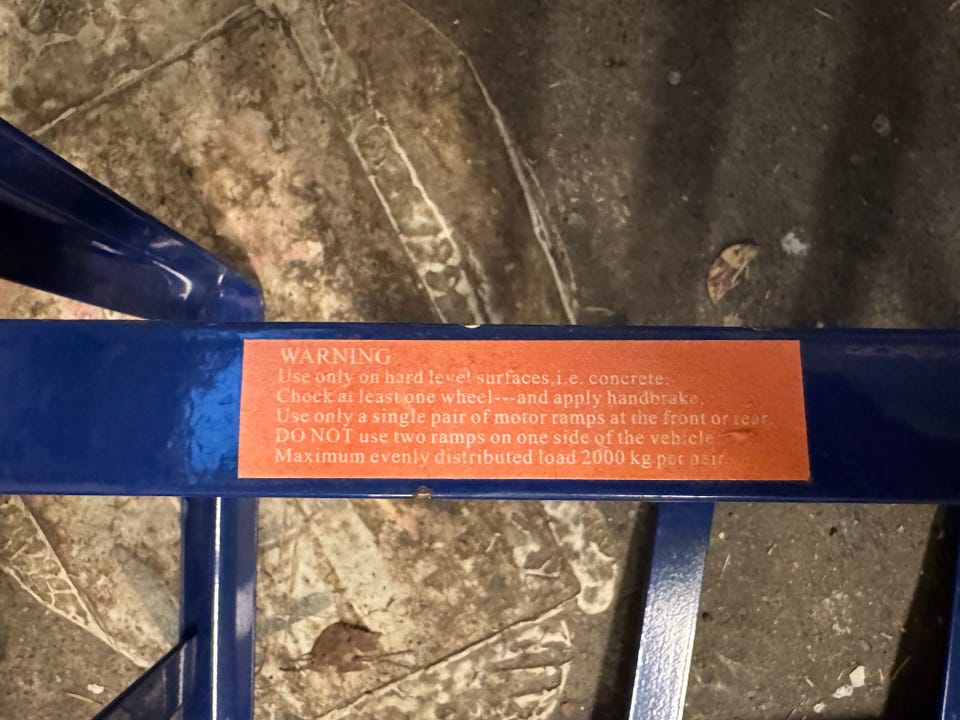 WARNING
Use only on hard level surfaces,i.e. concrete.
Chock at least one wheel---and apply handbrake.
Use only a single pair of motor ramps at the front or rear.
DO NOT use two ramps on one side of the vehicle.
Maximum evenly distributed load 2000 kg per pair.